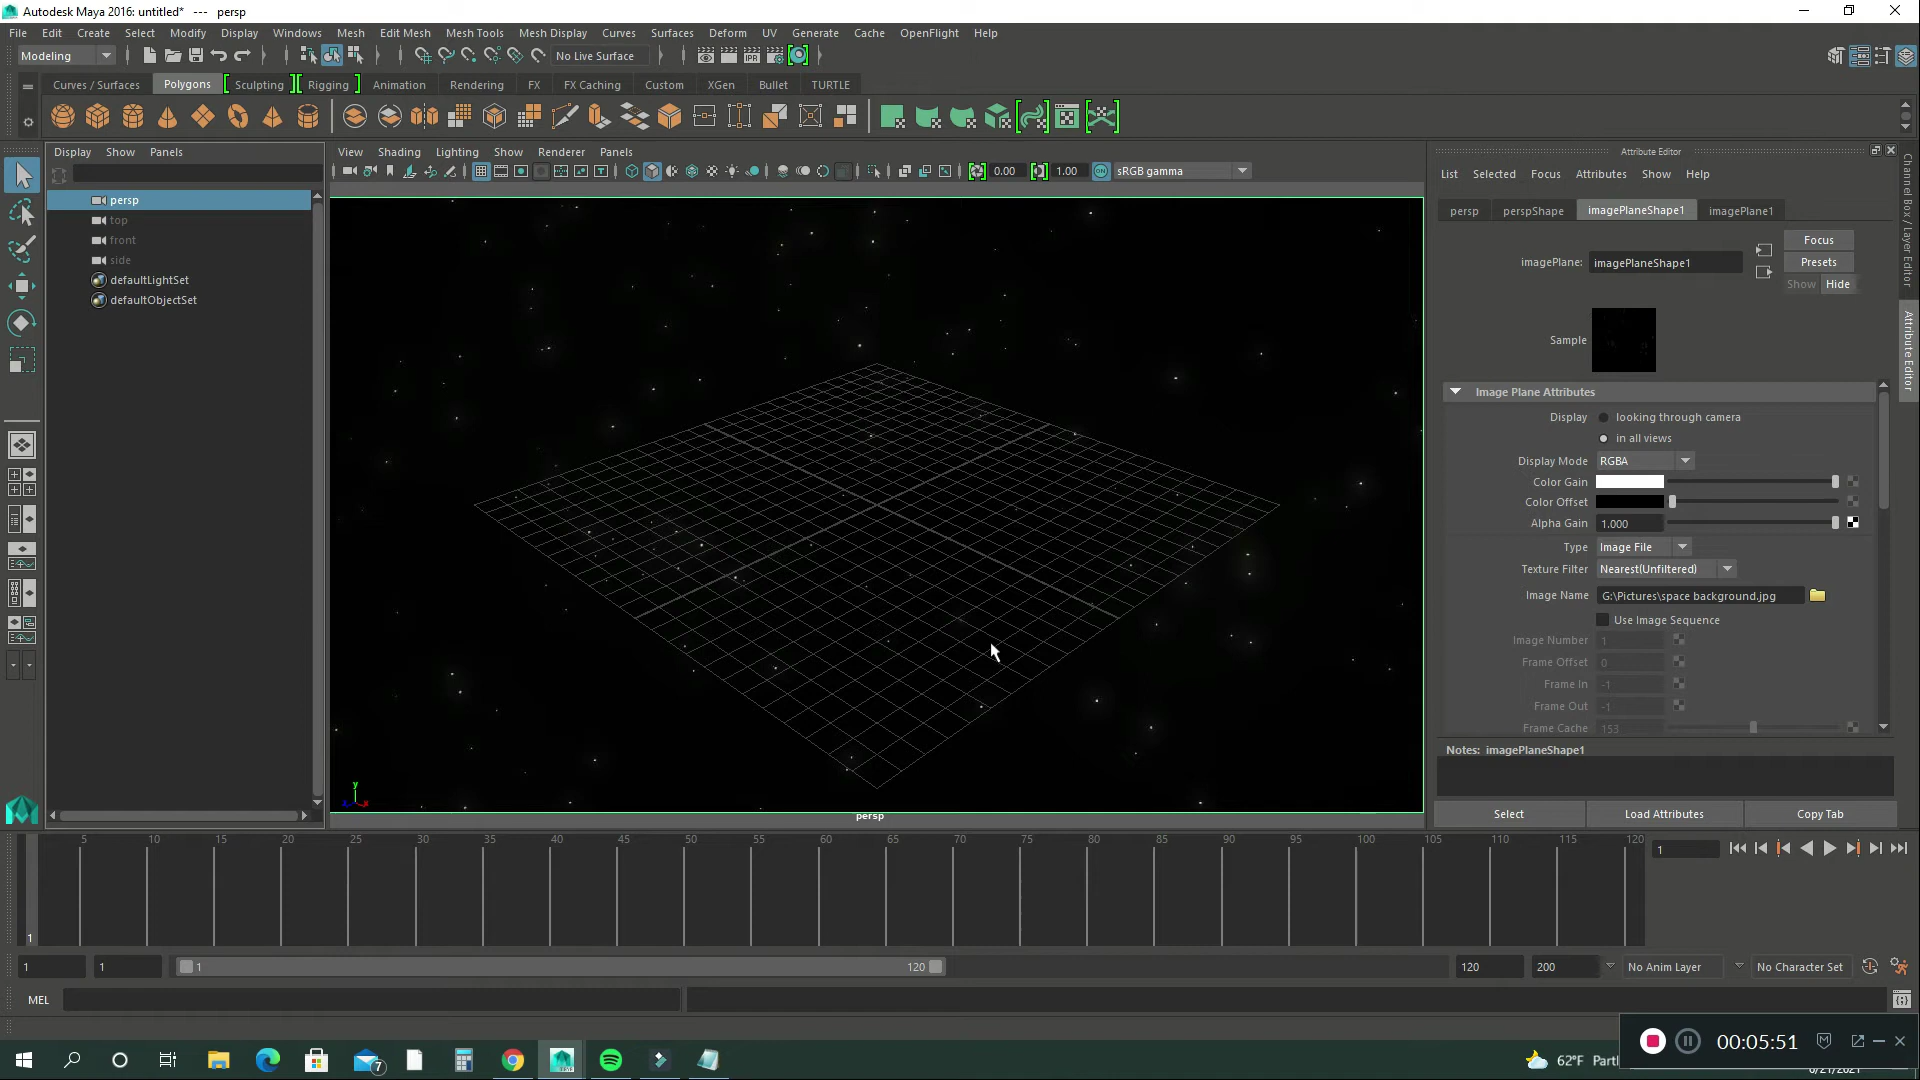 Autodesk Maya 2016: untitled* --- persp
File Edit Create Select Modify Display Windows Mesh Edit Mesh Mesh Tools Mesh Display Curves Surfaces Deform UV Generate Cache OpenFlight Help
Modeling No Live Surface
Curves / Surfaces Polygons Sculpting Rigging Animation Rendering FX FX Caching Custom XGen Bullet TURTLE
Display Show Panels
View Shading Lighting Show Renderer Panels
0.00 1.00 ON sRGB gamma
persp
top
front
side
defaultLightSet
defaultObjectSet
y
persp
Attribute Editor
List Selected Focus Attributes Show Help
persp perspShape imagePlaneShape1 imagePlane1
imagePlane: imagePlaneShape1
Focus
Presets
Show Hide
Sample
Image Plane Attributes
Display looking through camera
in all views
Display Mode RGBA
Color Gain
Color Offset
Alpha Gain 1.000
Type Image File
Texture Filter Nearest(Unfiltered)
Image Name G:\Pictures\space background.jpg
Use Image Sequence
Image Number 1
Frame Offset 0
Frame In -1
Frame Out -1
Frame Cache 153
Notes: imagePlaneShape1
Select Load Attributes Copy Tab
Channel Box / Layer Editor
Attribute Editor
5 10 15 20 25 30 35 40 45 50 55 60 65 70 75 80 85 90 95 100 105 110 115 120
1
1
1 1 1 120 120 200 No Anim Layer No Character Set
MEL
7
62°F
00:05:51